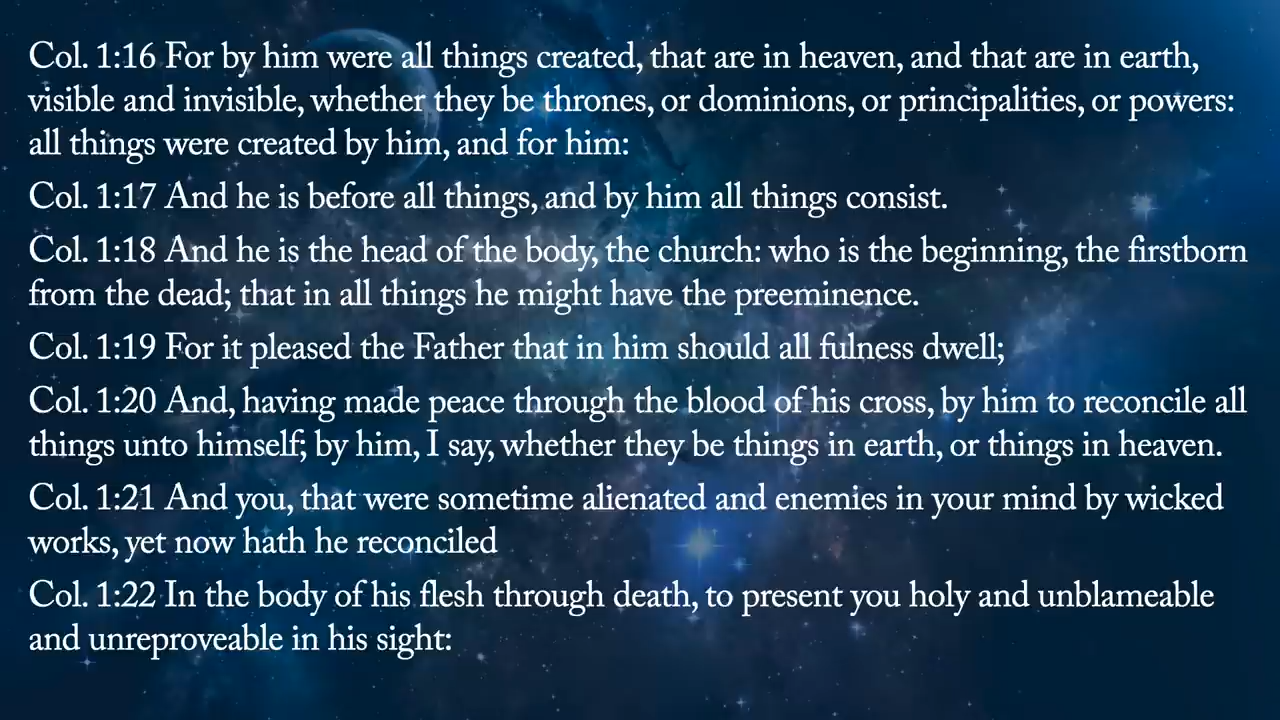 Col. 1:16 For by him were all things created, that are in heaven, and that are in earth,
visible and invisible, whether they be thrones, or dominions, or principalities, or powers:
all things were created by him, and for him:
Col. 1:17 And he is before all things, and by him all things consist.
Col. 1:18 And he is the head of the body, the church: who is the beginning, the firstborn
from the dead; that in all things he might have the preeminence.
Col. 1:19 For it pleased the Father that in him should all fulness dwell;
Col. 1:20 And, having made peace through the blood of his cross, by him to reconcile all
things unto himself; by him, I say, whether they be things in earth, or things in heaven.
Col. 1:21 And you, that were sometime alienated and enemies in your mind by wicked
works, yet now hath he reconciled
Col. 1:22 In the body of his flesh through death, to present you holy and unblameable
and unreproveable in his sight: